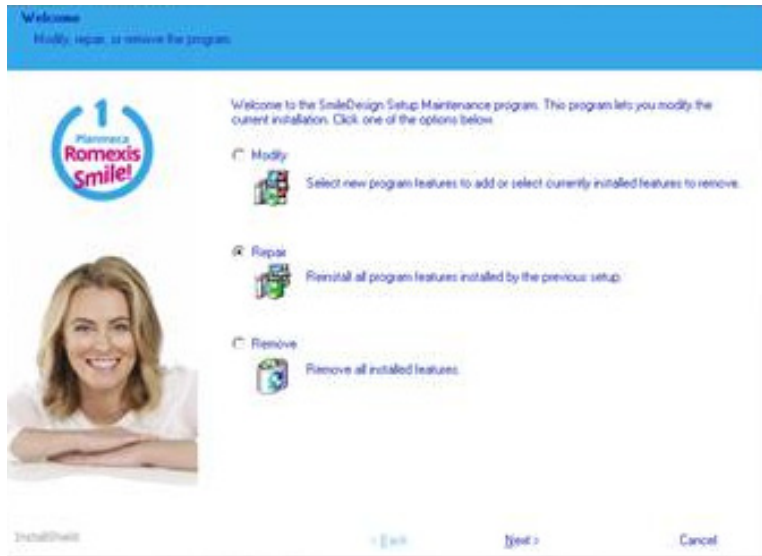 Welcome
Modify, repair, or remove the program.
Welcome to the SmileDesign Setup Maintenance program. This program lets you modify the
current installation. Click one of the options below.
1
Planmeca
Romexis
Smile!
Modify
Select new program features to add or select currently installed features to remove.
Repair
Reinstall all program features installed by the previous setup.
Remove
Remove all installed features.
InstallShield
< Back
Next >
Cancel